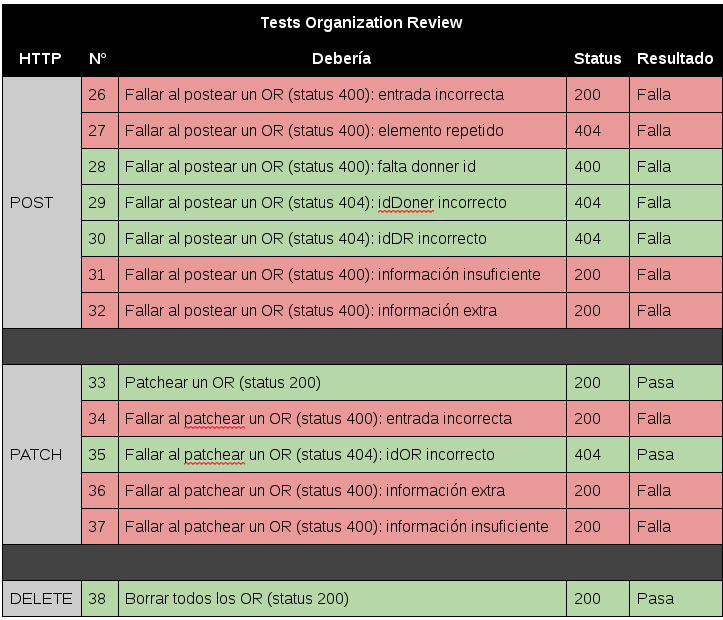 Tests Organization Review
HTTP N° Debería Status Resultado
26 Fallar al postear un OR (status 400): entrada incorrecta 200 Falla
27 Fallar al postear un OR (status 400): elemento repetido 404 Falla
28 Fallar al postear un OR (status 400): falta donner id 400 Falla
POST 29 Fallar al postear un OR (status 404): idDoner incorrecto 404 Falla
30 Fallar al postear un OR (status 404): idDR incorrecto 404 Falla
31 Fallar al postear un OR (status 400): información insuficiente 200 Falla
32 Fallar al postear un OR (status 400): información extra 200 Falla
33 Patchear un OR (status 200) 200 Pasa
34 Fallar al patchear un OR (status 400): entrada incorrecta 200 Falla
PATCH 35 Fallar al patchear un OR (status 404): idOR incorrecto 404 Pasa
36 Fallar al patchear un OR (status 400): información extra 200 Falla
37 Fallar al patchear un OR (status 400): información insuficiente 200 Falla
DELETE 38 Borrar todos los OR (status 200) 200 Pasa